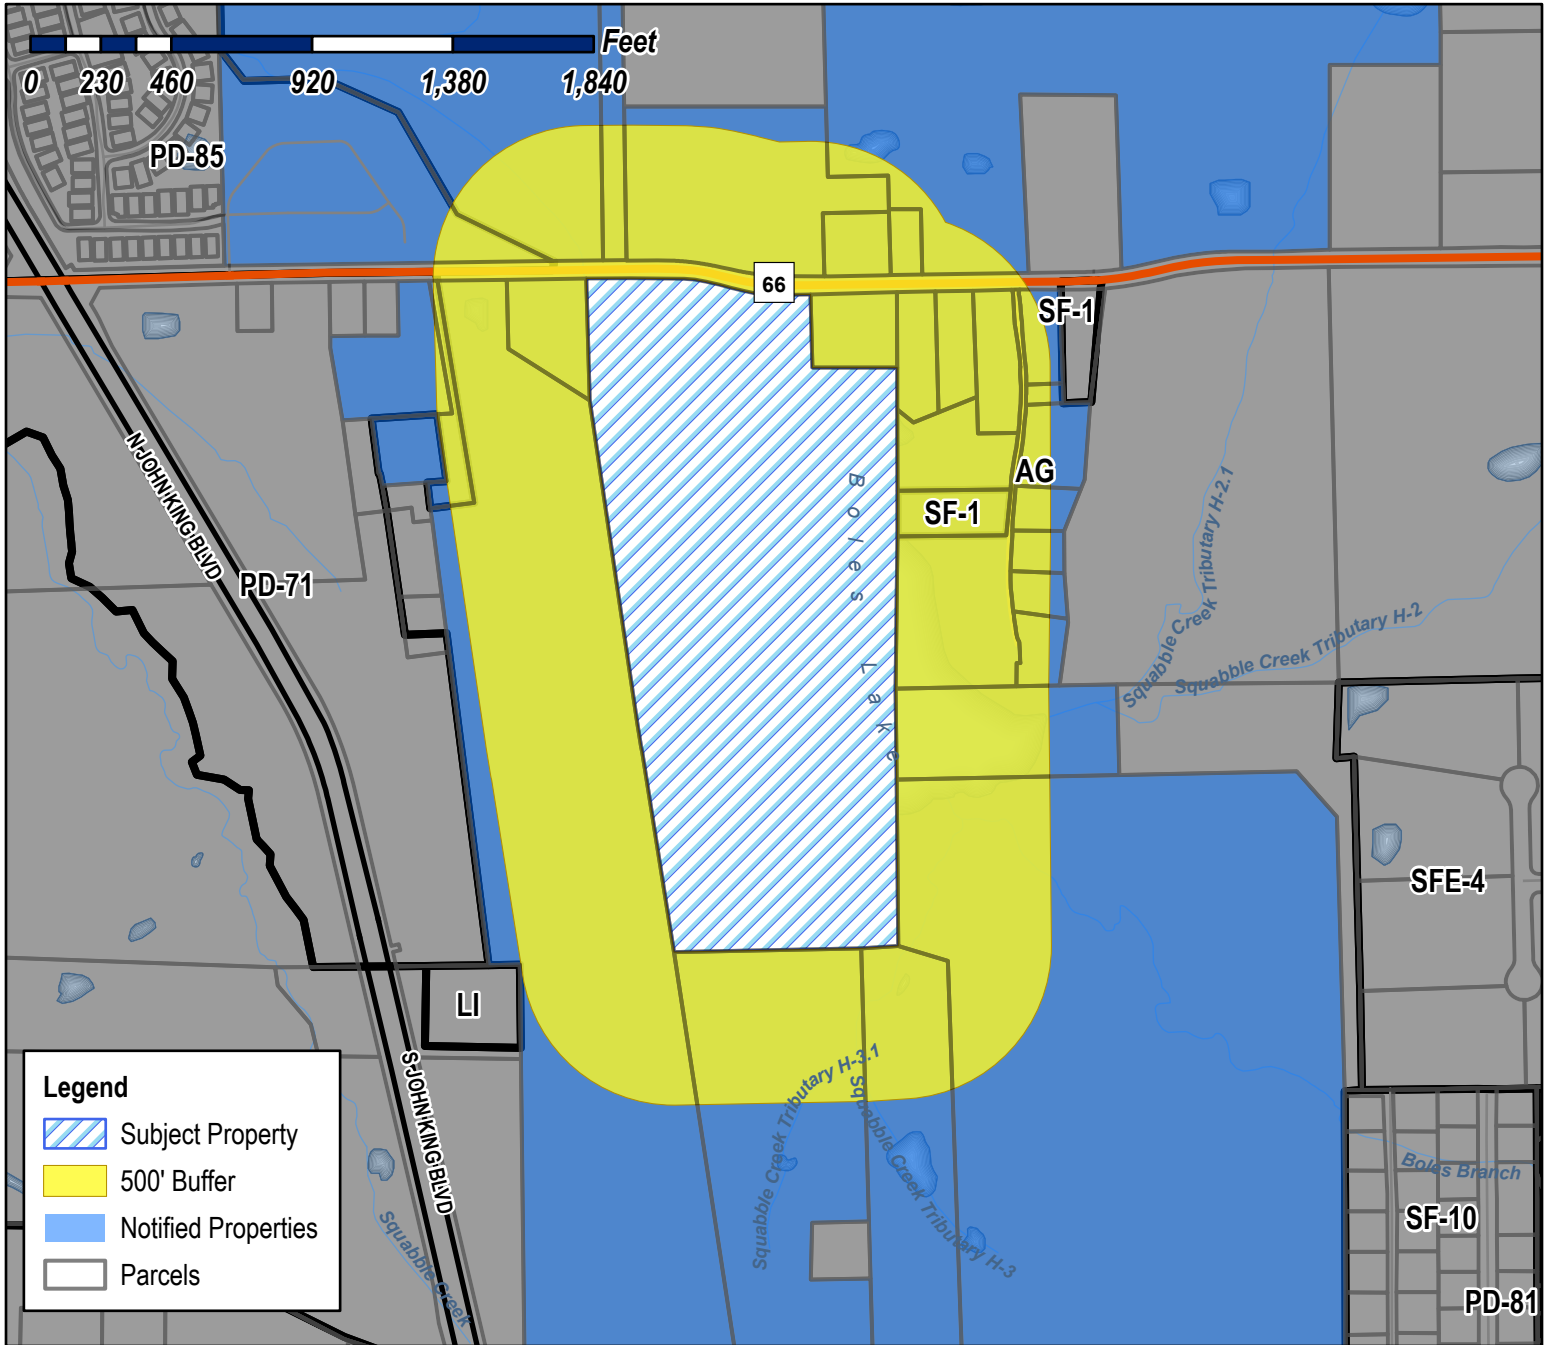 Feet
0 230 460 920 1,380 1,840
PD-85
66
SF-1
N JOHN KING BLVD
AG
SF-1
Boles Lake
PD-71
Squabble Creek Tributary H-2.1
Squabble Creek Tributary H-2
SFE-4
LI
S JOHN KING BLVD
Squabble Creek Tributary H-3.1
Squabble Creek Tributary H-3
Boles Branch
SF-10
PD-81
Squabble Creek
Legend
Subject Property
500' Buffer
Notified Properties
Parcels